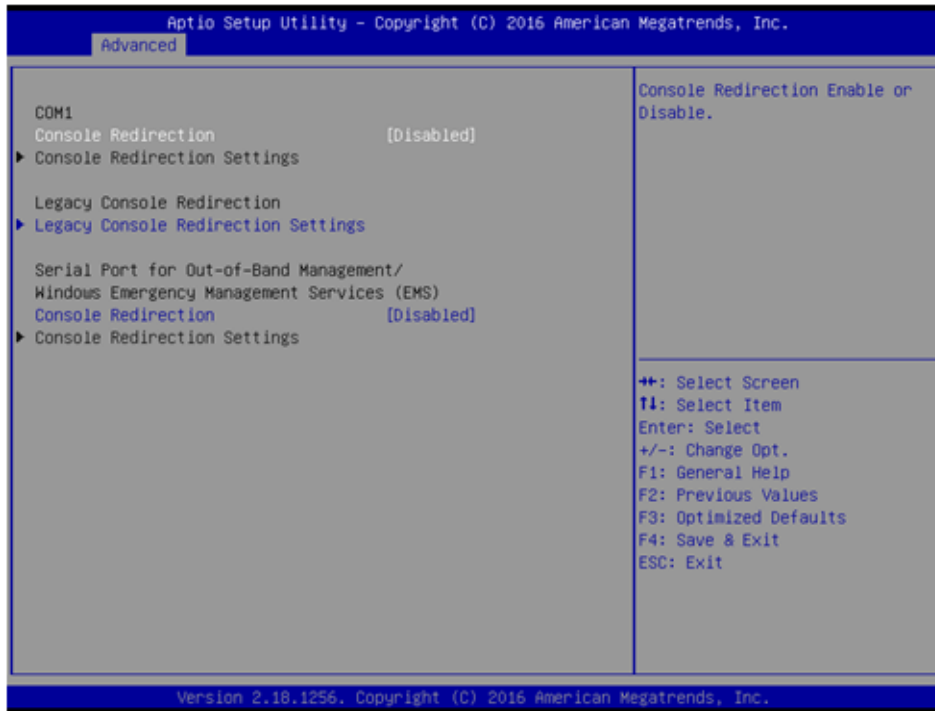 Aptio Setup Utility – Copyright (C) 2016 American Megatrends, Inc.
Advanced
COM1
Console Redirection [Disabled]
▶ Console Redirection Settings
Legacy Console Redirection
▶ Legacy Console Redirection Settings
Serial Port for Out-of-Band Management/
Windows Emergency Management Services (EMS)
Console Redirection [Disabled]
▶ Console Redirection Settings
Console Redirection Enable or
Disable.
→←: Select Screen
↑↓: Select Item
Enter: Select
+/-: Change Opt.
F1: General Help
F2: Previous Values
F3: Optimized Defaults
F4: Save & Exit
ESC: Exit
Version 2.18.1256. Copyright (C) 2016 American Megatrends, Inc.